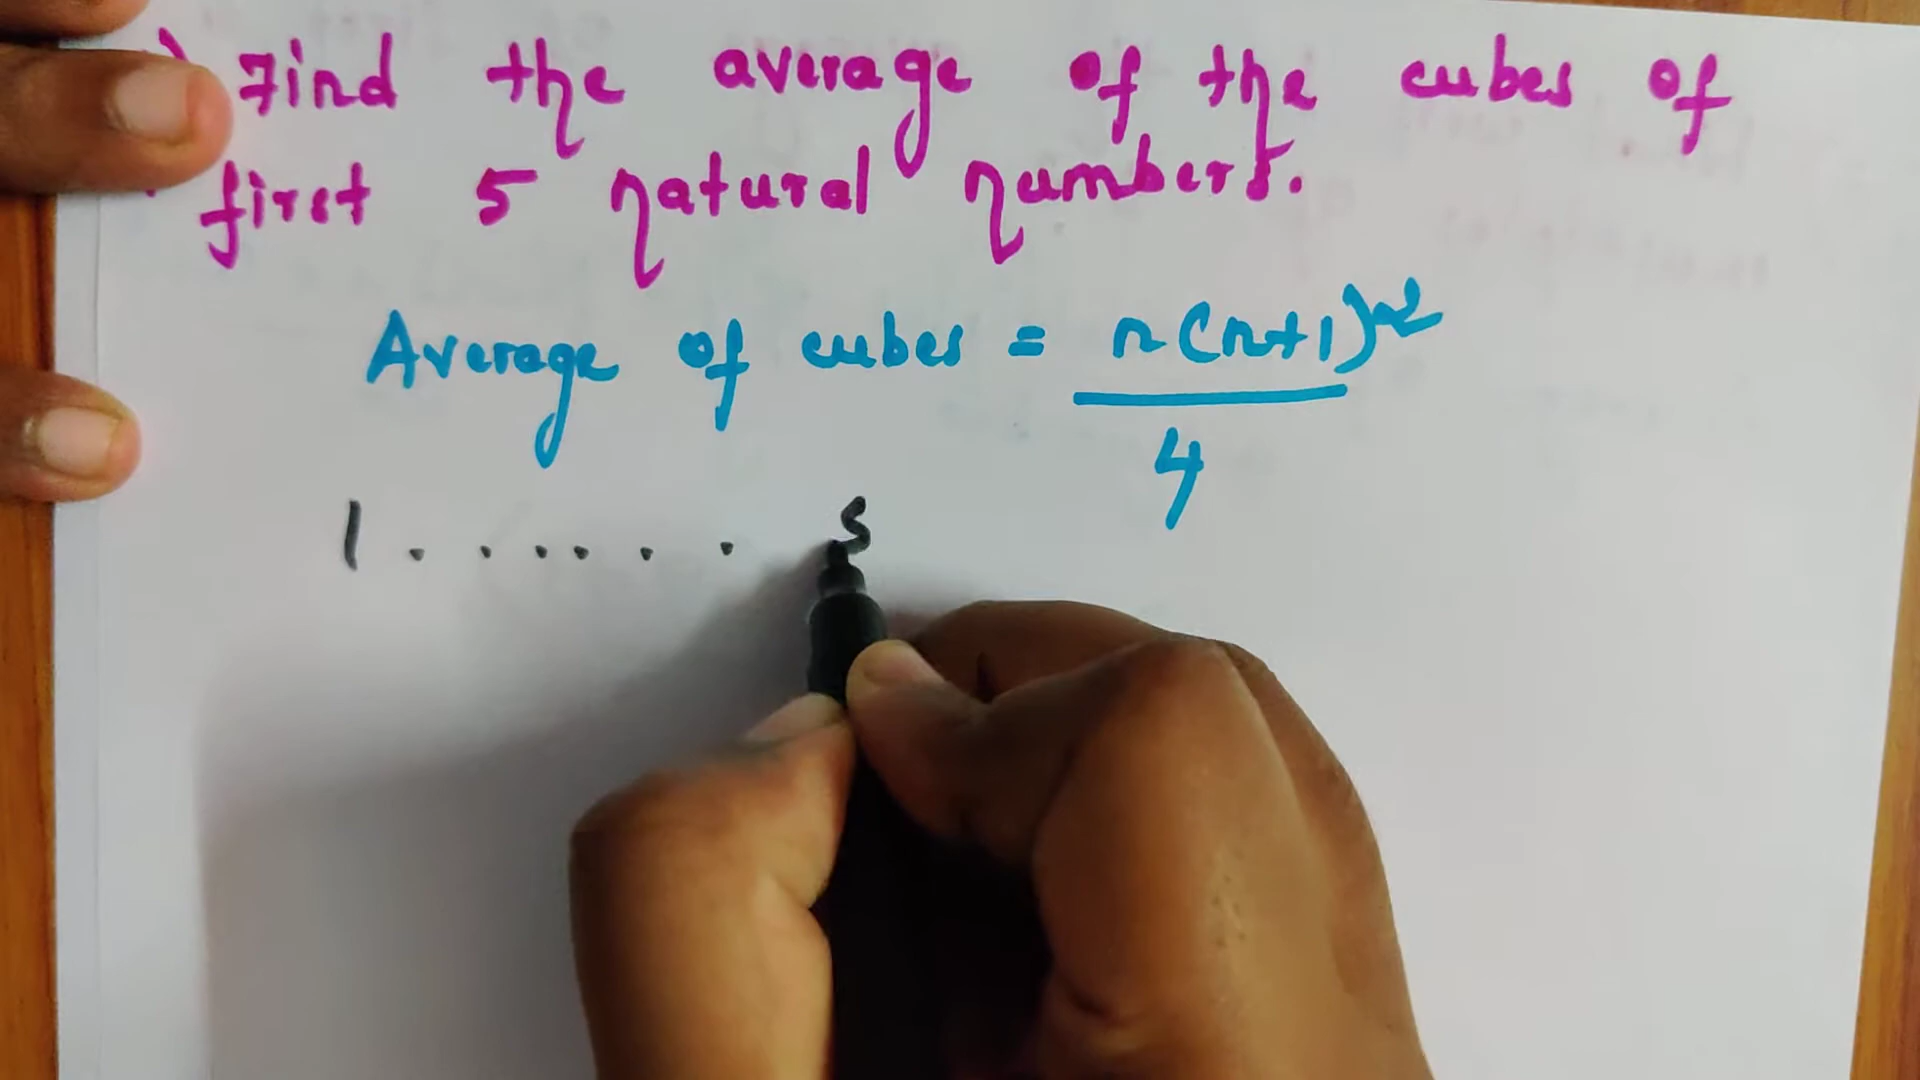 Find the average of the cubes of
first 5 natural numbers.
Average of cubes = n(n+1)²
4
1 . . . . . . 5